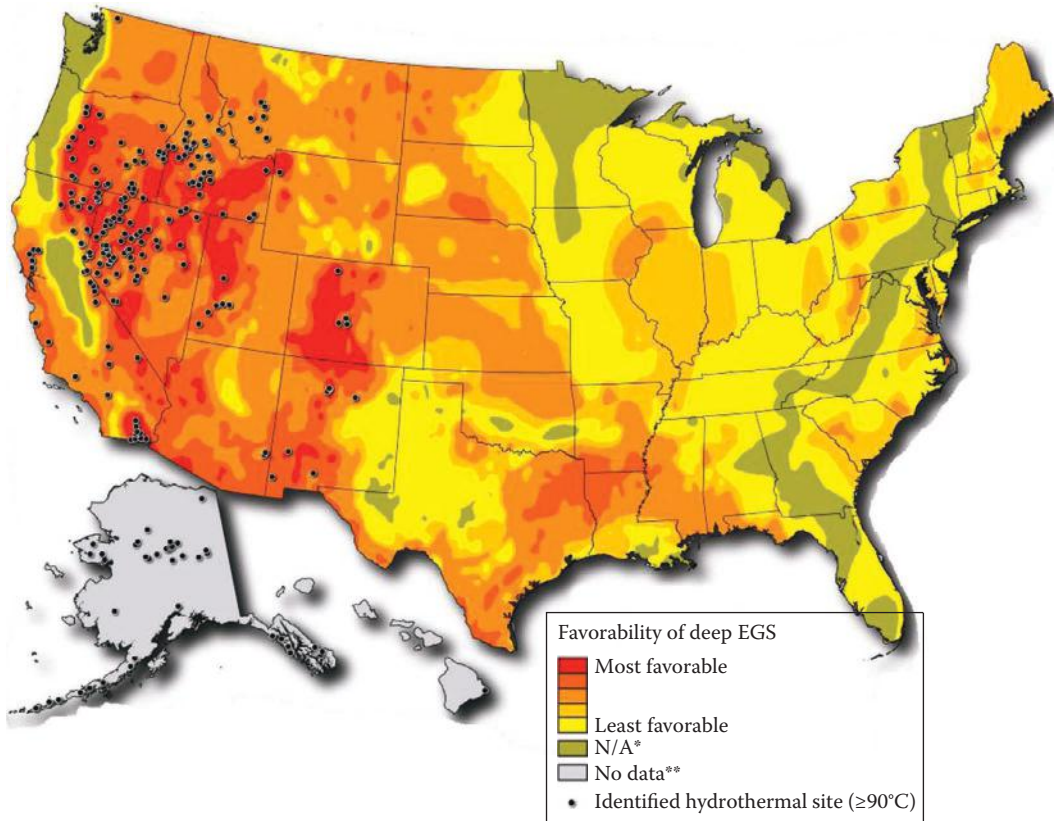 Favorability of deep EGS
Most favorable
Least favorable
N/A*
No data**
Identified hydrothermal site (≥90°C)